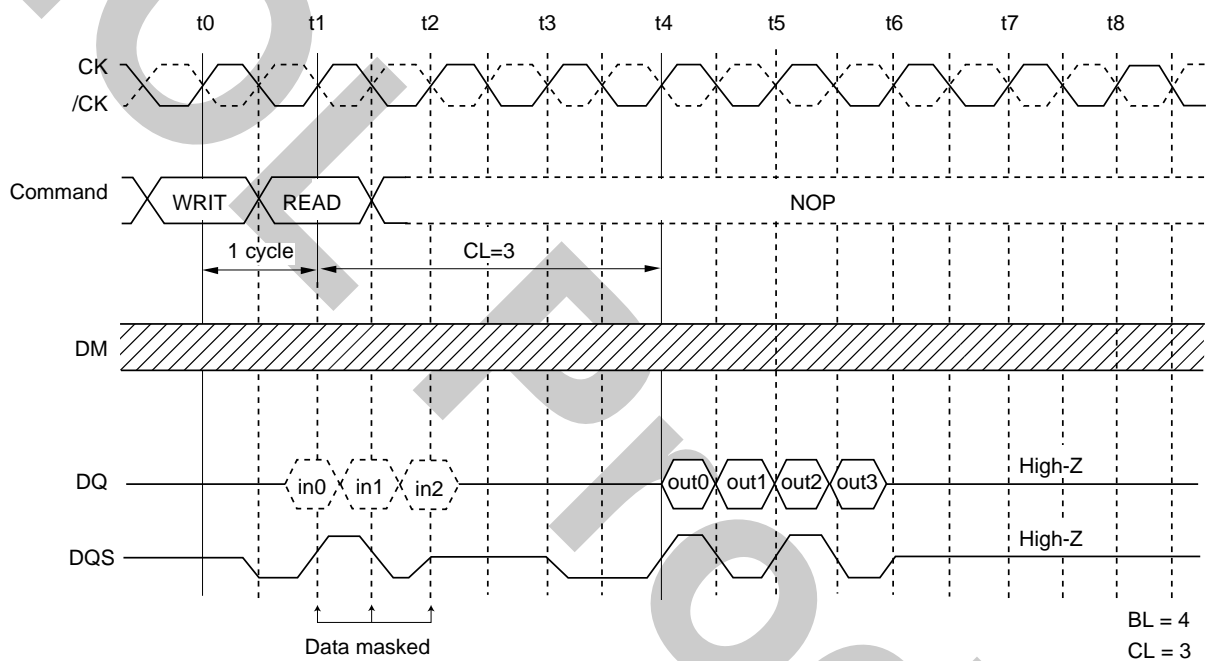 t0 t1 t2 t3 t4 t5 t6 t7 t8
CK
/CK
Command WRIT READ NOP
1 cycle CL=3
DM
DQ in0 in1 in2 out0 out1 out2 out3 High-Z
DQS High-Z
Data masked
BL = 4
CL = 3